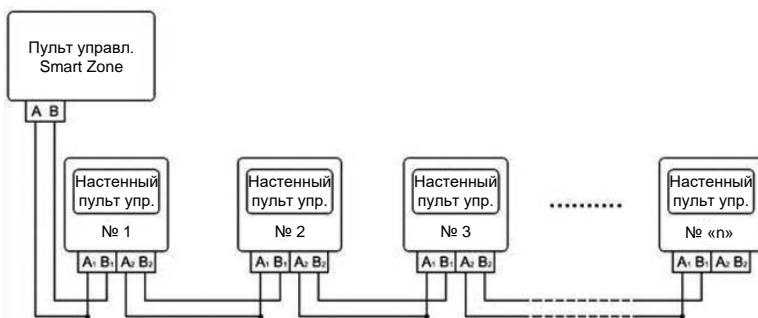 Пульт управл.
Smart Zone
A B
Настенный
пульт упр.
№ 1
A₁ B₁ A₂ B₂
Настенный
пульт упр.
№ 2
A₁ B₁ A₂ B₂
Настенный
пульт упр.
№ 3
A₁ B₁ A₂ B₂
Настенный
пульт упр.
№ «n»
A₁ B₁ A₂ B₂